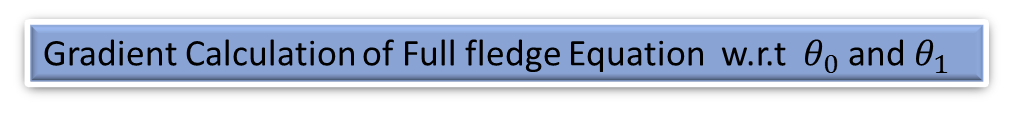 Gradient Calculation of Full fledge Equation w.r.t θ₀ and θ₁